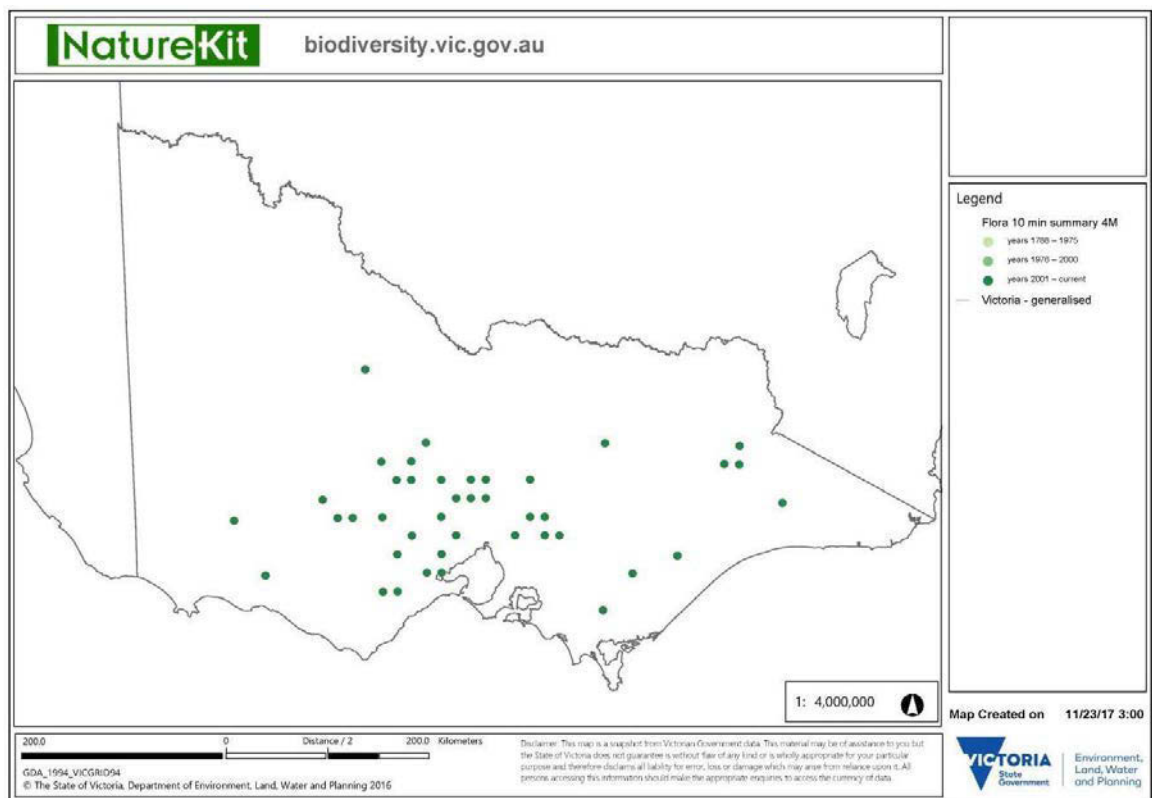 NatureKit biodiversity.vic.gov.au
Legend
Flora 10 min summary 4M
years 1788 – 1975
years 1976 – 2000
years 2001 – current
Victoria - generalised
1: 4,000,000
Map Created on 11/23/17 3:00
200.0 0 Distance / 2 200.0 Kilometers
GDA_1994_VICGRID94
© The State of Victoria, Department of Environment, Land, Water and Planning 2016
Disclaimer: This map is a snapshot from Victorian Government data. This material may be of assistance to you but
the State of Victoria does not guarantee is without flaw of any kind or is wholly appropriate for your particular
purpose and therefore disclaims all liability for error, loss or damage which may arise from reliance upon it. All
persons accessing this information should make the appropriate enquires to access the currency of data.
VICTORIA
State
Government
Environment,
Land, Water
and Planning